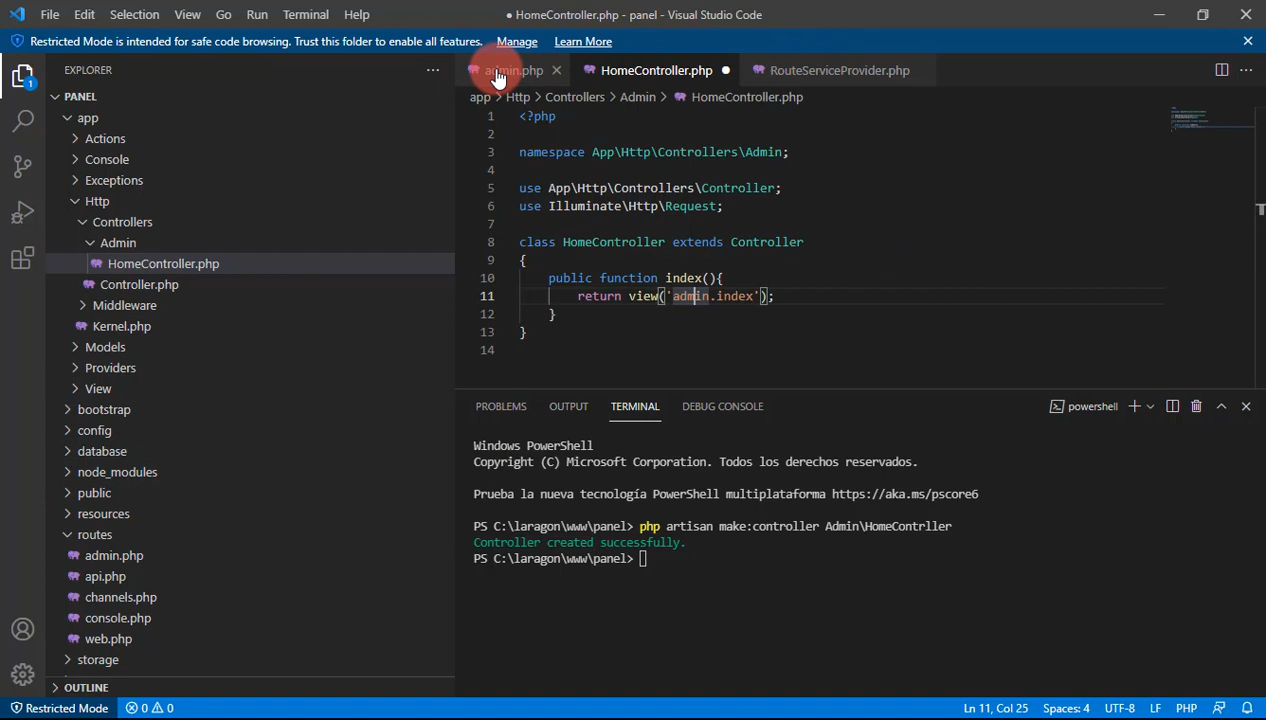 File Edit Selection View Go Run Terminal Help
● HomeController.php - panel - Visual Studio Code
Restricted Mode is intended for safe code browsing. Trust this folder to enable all features. Manage Learn More
1
EXPLORER
PANEL
app
Actions
Console
Exceptions
Http
Controllers
Admin
HomeController.php
Controller.php
Middleware
Kernel.php
Models
Providers
View
bootstrap
config
database
node_modules
public
resources
routes
admin.php
api.php
channels.php
console.php
web.php
storage
OUTLINE
admin.php HomeController.php RouteServiceProvider.php
app > Http > Controllers > Admin > HomeController.php
1 <?php
2
3 namespace App\Http\Controllers\Admin;
4
5 use App\Http\Controllers\Controller;
6 use Illuminate\Http\Request;
7
8 class HomeController extends Controller
9 {
10 public function index(){
11 return view('admin.index');
12 }
13 }
14
PROBLEMS OUTPUT TERMINAL DEBUG CONSOLE powershell
Windows PowerShell
Copyright (C) Microsoft Corporation. Todos los derechos reservados.
Prueba la nueva tecnología PowerShell multiplataforma https://aka.ms/pscore6
PS C:\laragon\www\panel> php artisan make:controller Admin\HomeContrller
Controller created successfully.
PS C:\laragon\www\panel>
Restricted Mode 0 0 Ln 11, Col 25 Spaces: 4 UTF-8 LF PHP